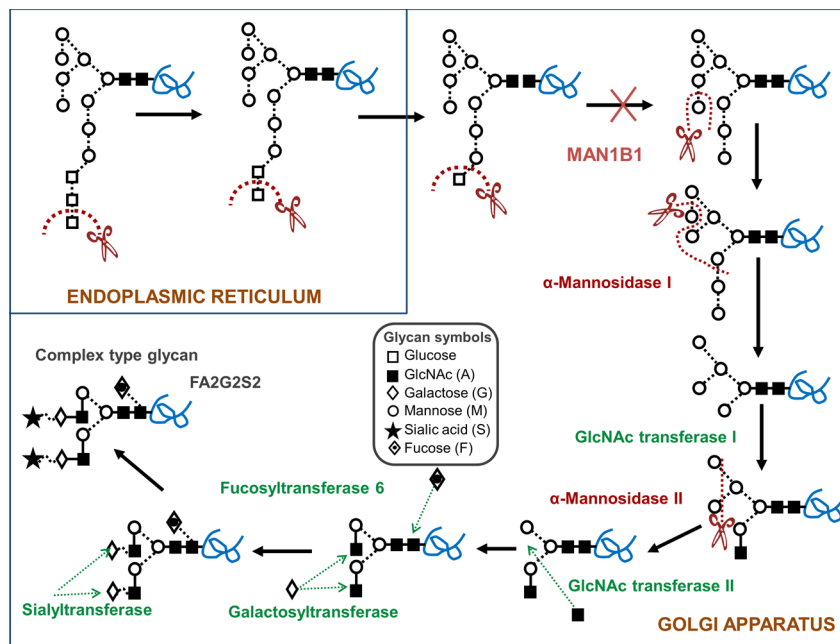 MAN1B1
ENDOPLASMIC RETICULUM
α-Mannosidase I
Complex type glycan
FA2G2S2
Glycan symbols
Glucose
GlcNAc (A)
Galactose (G)
Mannose (M)
Sialic acid (S)
Fucose (F)
GlcNAc transferase I
Fucosyltransferase 6
α-Mannosidase II
GlcNAc transferase II
Sialyltransferase
Galactosyltransferase
GOLGI APPARATUS